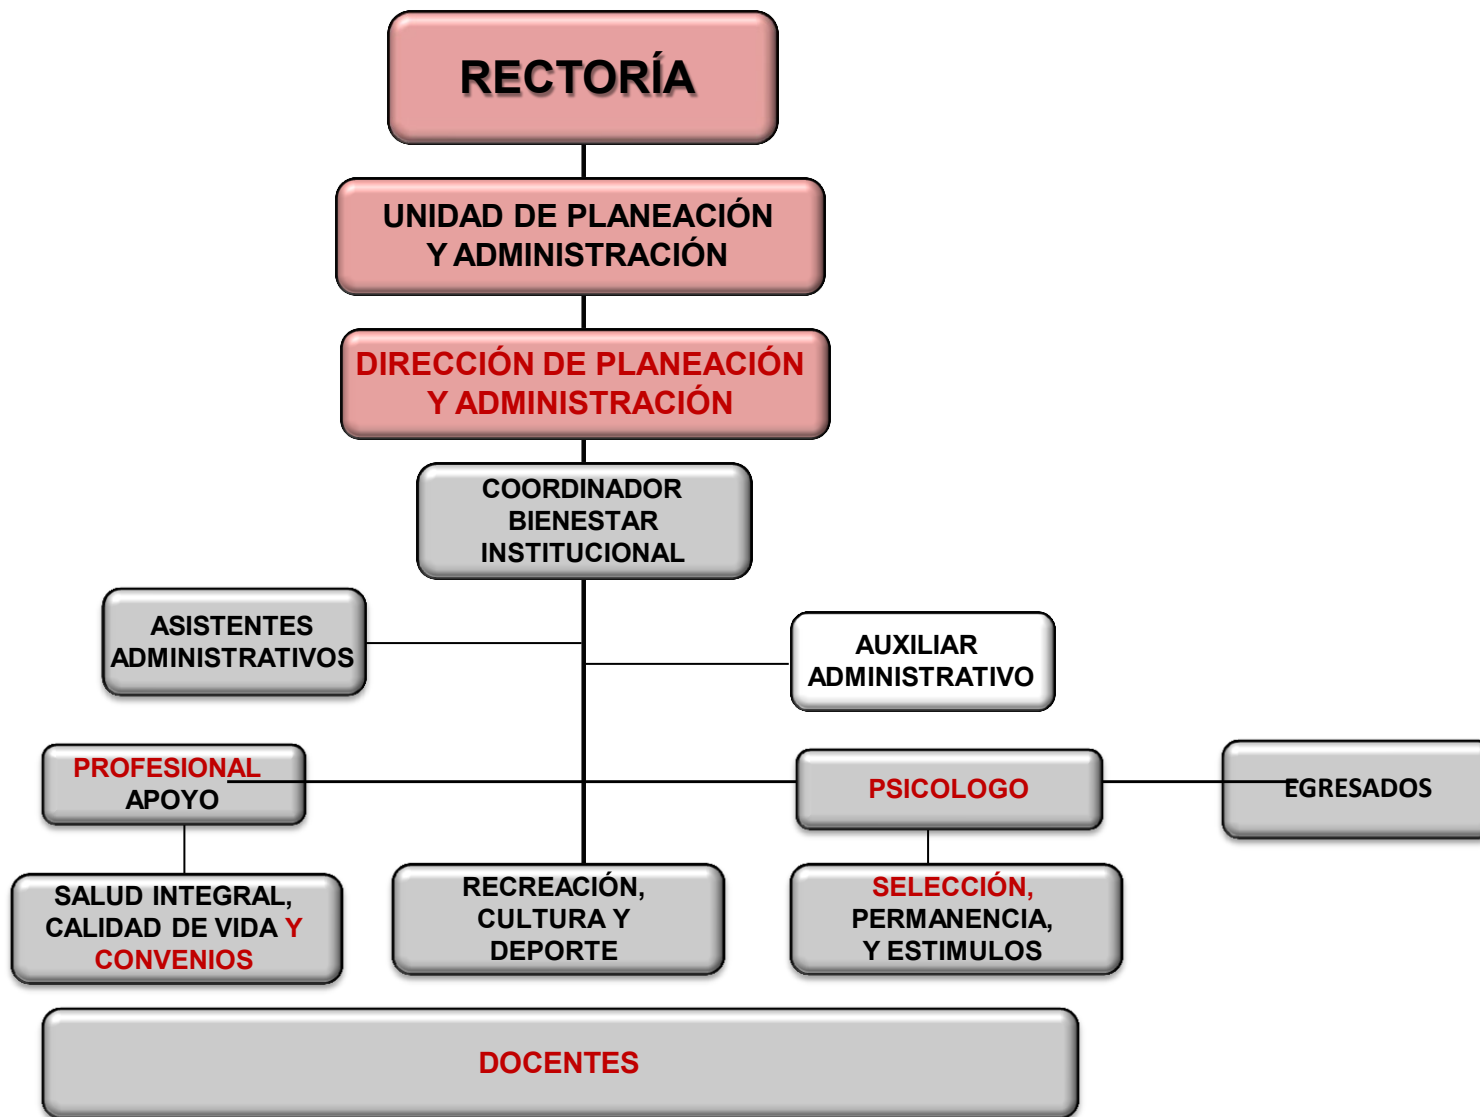 RECTORÍA
UNIDAD DE PLANEACIÓN
Y ADMINISTRACIÓN
DIRECCIÓN DE PLANEACIÓN
Y ADMINISTRACIÓN
COORDINADOR
BIENESTAR
INSTITUCIONAL
ASISTENTES
ADMINISTRATIVOS
AUXILIAR
ADMINISTRATIVO
PROFESIONAL
APOYO
PSICOLOGO
EGRESADOS
SALUD INTEGRAL,
CALIDAD DE VIDA Y
CONVENIOS
RECREACIÓN,
CULTURA Y
DEPORTE
SELECCIÓN,
PERMANENCIA,
Y ESTIMULOS
DOCENTES